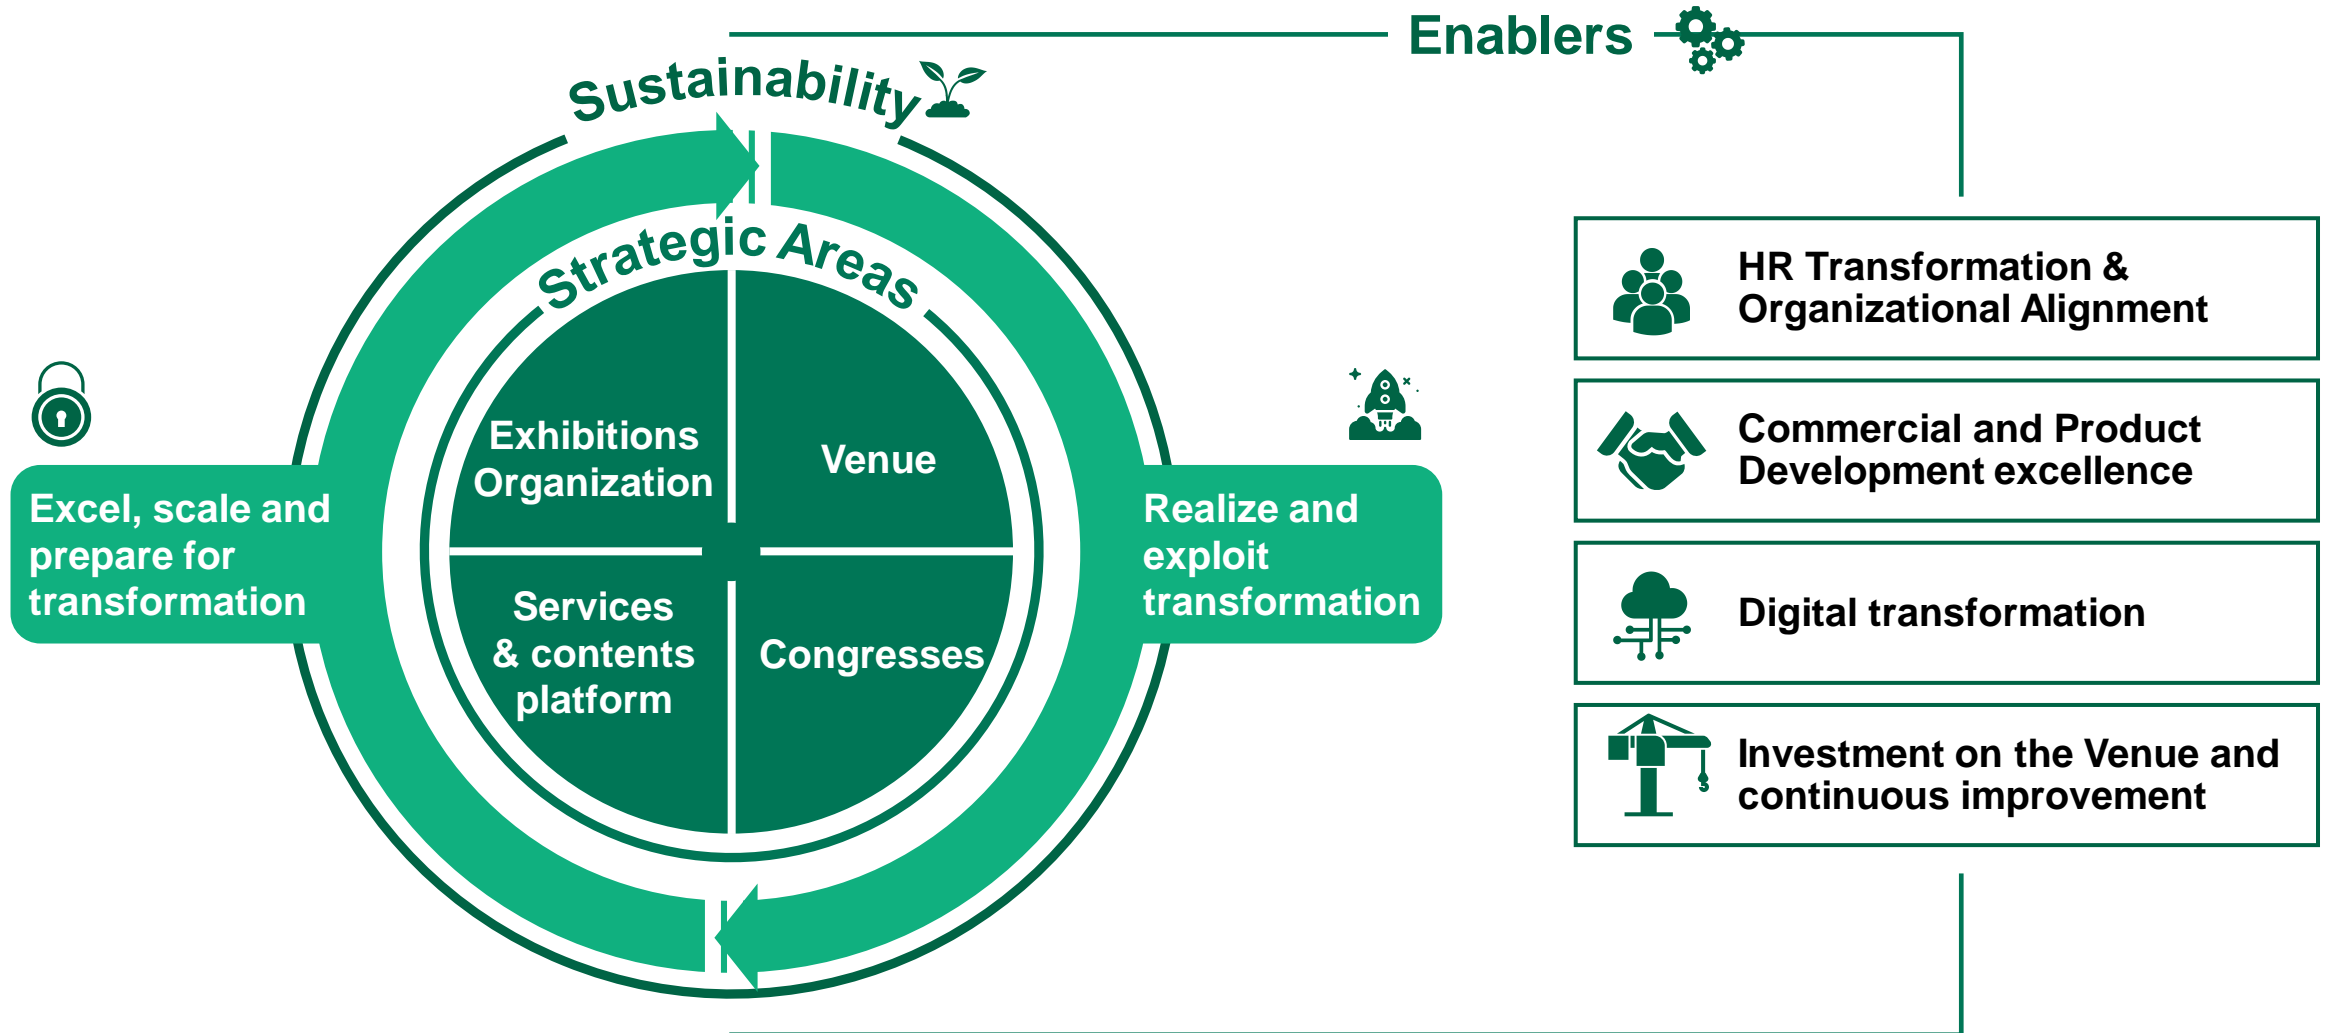 Enablers
Sustainability
Strategic Areas
Exhibitions
Organization
Venue
Services
& contents
platform
Congresses
Excel, scale and
prepare for
transformation
Realize and
exploit
transformation
HR Transformation &
Organizational Alignment
Commercial and Product
Development excellence
Digital transformation
Investment on the Venue and
continuous improvement